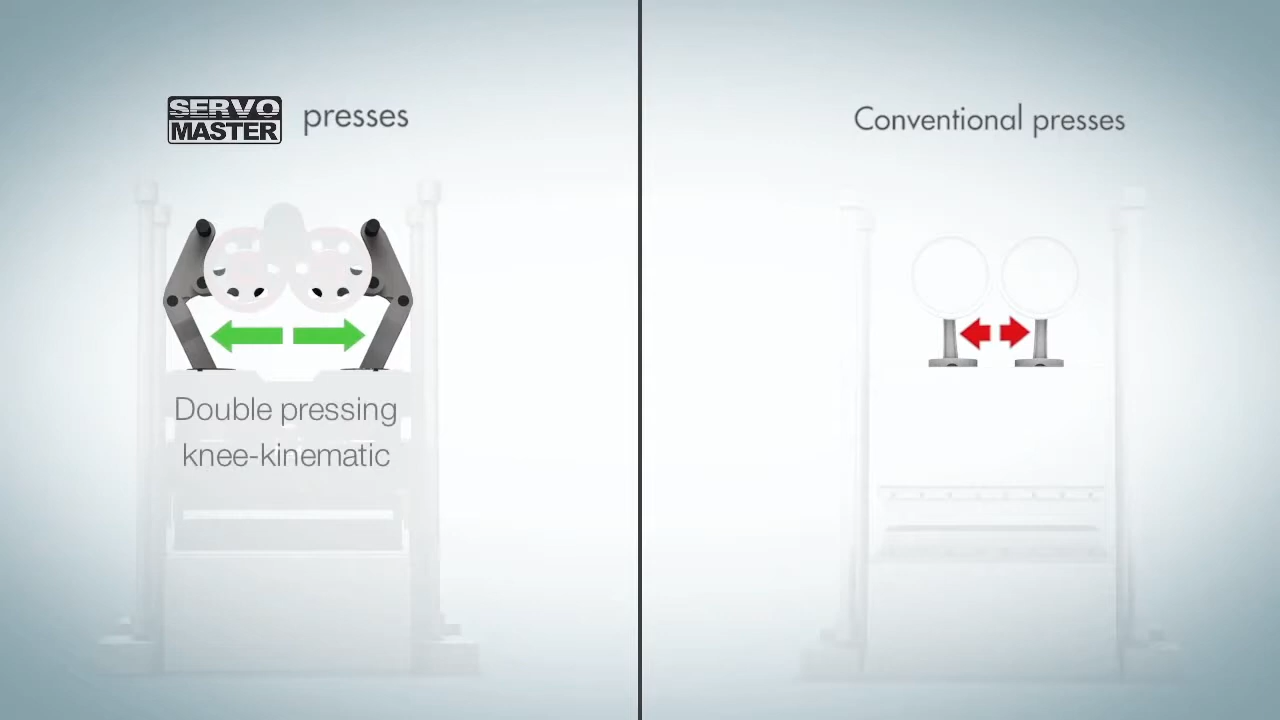 SERVO
MASTER presses
Conventional presses
Double pressing
knee-kinematic